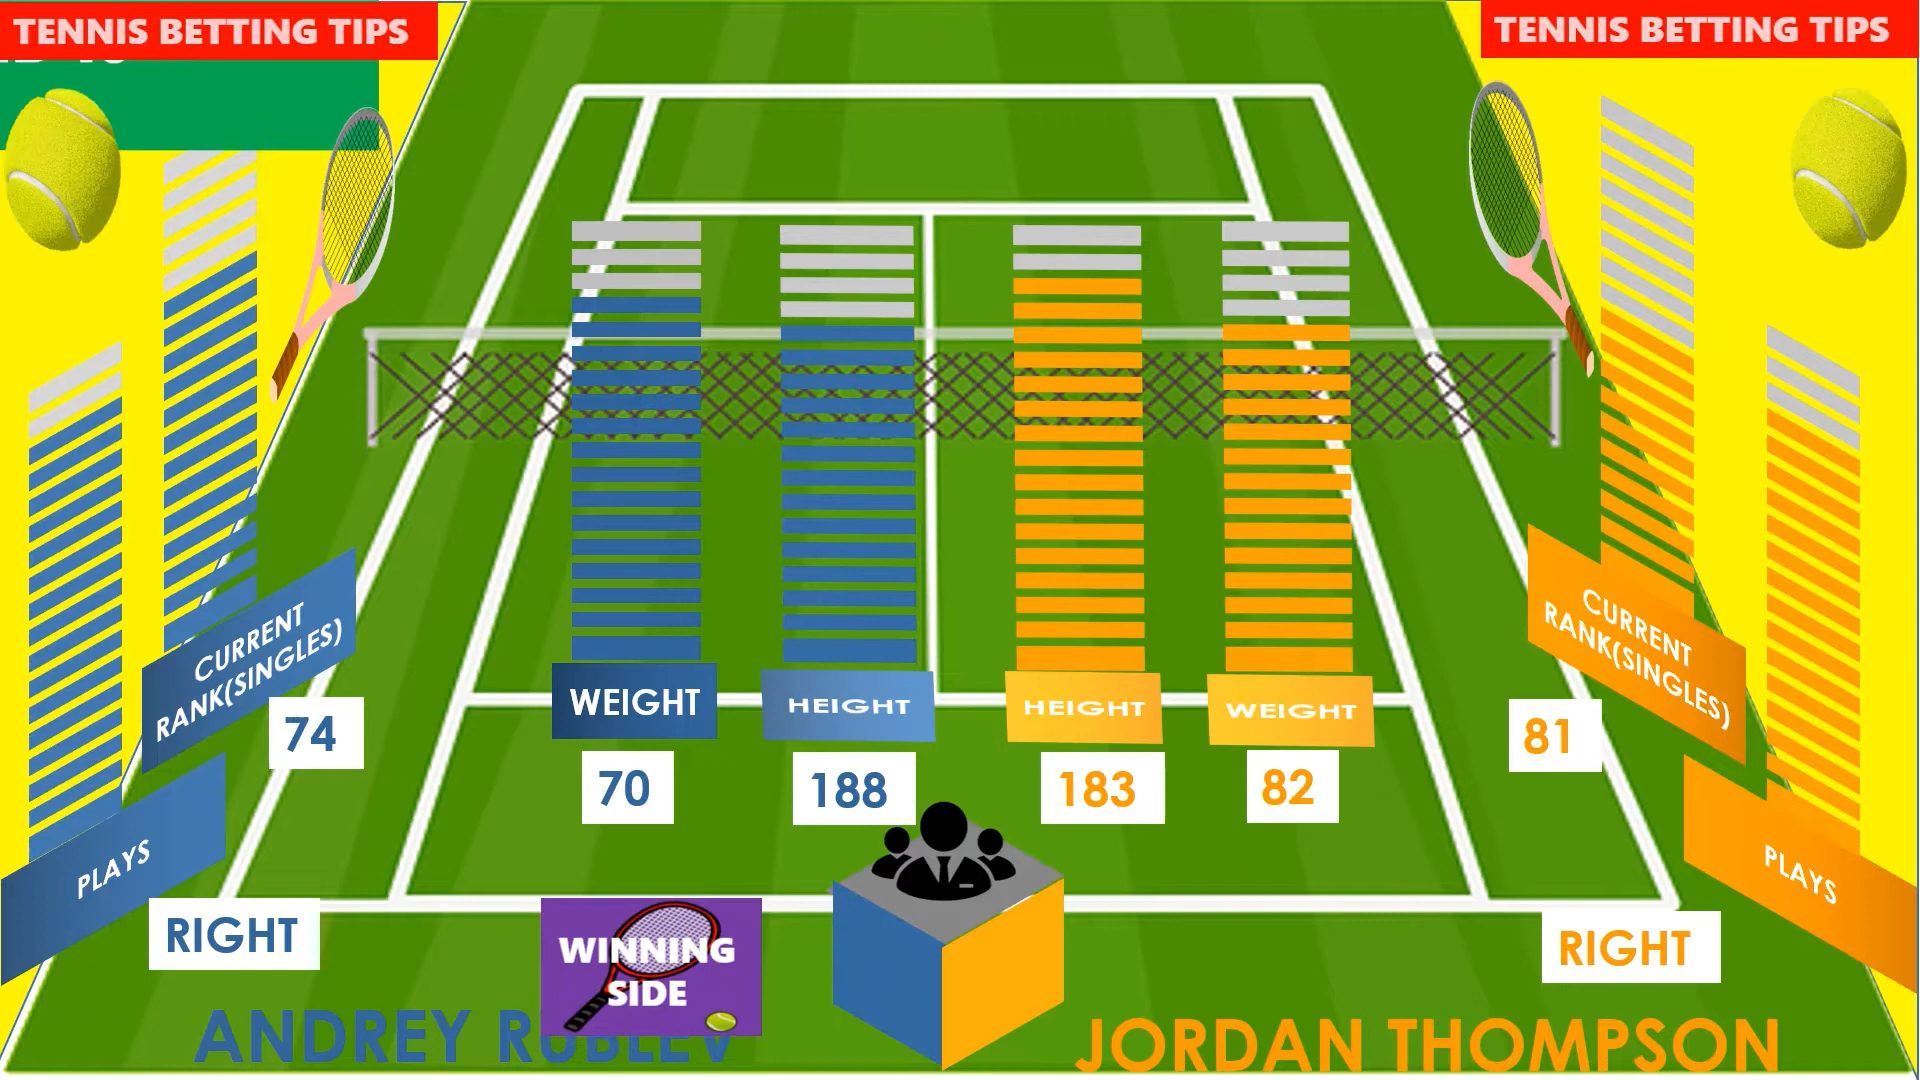 TENNIS BETTING TIPS
TENNIS BETTING TIPS
CURRENT
RANK(SINGLES)
74
PLAYS
RIGHT
WEIGHT
70
HEIGHT
188
HEIGHT
183
WEIGHT
82
CURRENT
RANK(SINGLES)
81
PLAYS
RIGHT
WINNING
SIDE
ANDREY RUBLEV
JORDAN THOMPSON